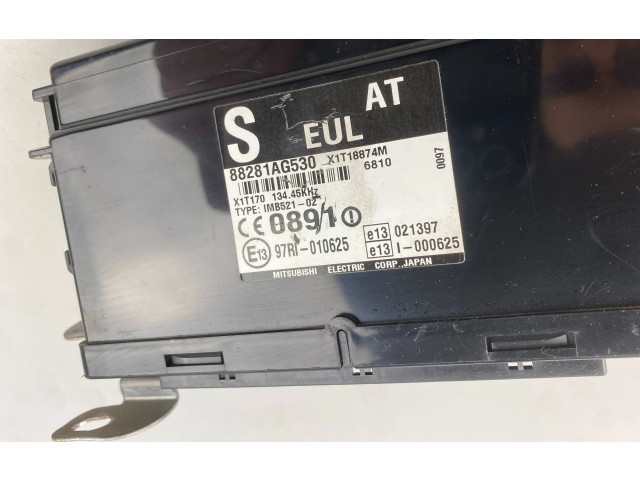 S AT
EUL
88281AG530 X1T18874M
6810
0097
X1T170 134.45KHz
TYPE: IMB521-02
CE 0891
E13 97RI-010625
e13 021397
e13 I-000625
MITSUBISHI ELECTRIC CORP. JAPAN